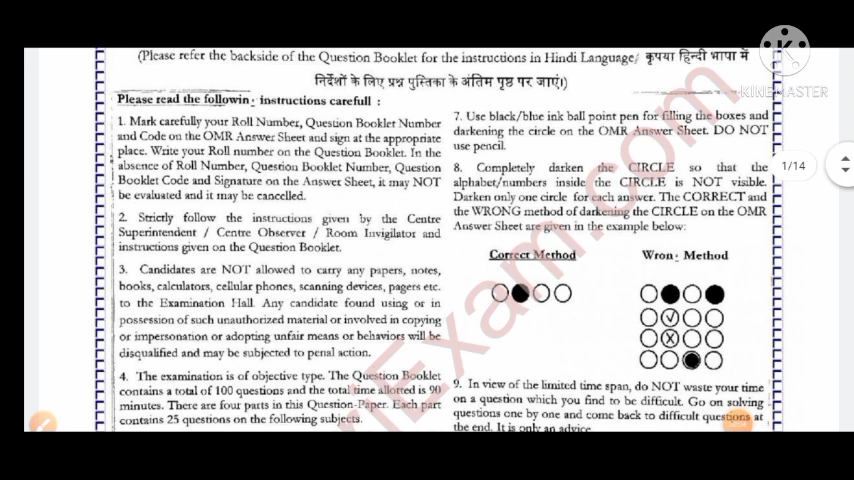 (Please refer the backside of the Question Booklet for the instructions in Hindi Language/ कृपया हिन्दी भाषा में
निर्देशों के लिए प्रश्न पुस्तिका के अंतिम पृष्ठ पर जाएं।)
KINEMASTER
Please read the followin instructions carefull :
1. Mark carefully your Roll Number, Question Booklet Number
and Code on the OMR Answer Sheet and sign at the appropriate
place. Write your Roll number on the Question Booklet. In the
absence of Roll Number, Question Booklet Number, Question
Booklet Code and Signature on the Answer Sheet, it may NOT
be evaluated and it may be cancelled.
2. Strictly follow the instructions given by the Centre
Superintendent / Centre Observer / Room Invigilator and
instructions given on the Question Booklet.
3. Candidates are NOT allowed to carry any papers, notes,
books, calculators, cellular phones, scanning devices, pagers etc.
to the Examination Hall. Any candidate found using or in
possession of such unauthorized material or involved in copying
or impersonation or adopting unfair means or behaviors will be
disqualified and may be subjected to penal action.
4. The examination is of objective type. The Question Booklet
contains a total of 100 questions and the total time allotted is 90
minutes. There are four parts in this Question-Paper. Each part
contains 25 questions on the following subjects.
7. Use black/blue ink ball point pen for filling the boxes and
darkening the circle on the OMR Answer Sheet. DO NOT
use pencil.
8. Completely darken the CIRCLE so that the
alphabet/numbers inside the CIRCLE is NOT visible.
Darken only one circle for each answer. The CORRECT and
the WRONG method of darkening the CIRCLE on the OMR
Answer Sheet are given in the example below:
Correct Method
Wron Method
9. In view of the limited time span, do NOT waste your time
on a question which you find to be difficult. Go on solving
questions one by one and come back to difficult questions at
the end. It is only an advice
1/14
Exam.com